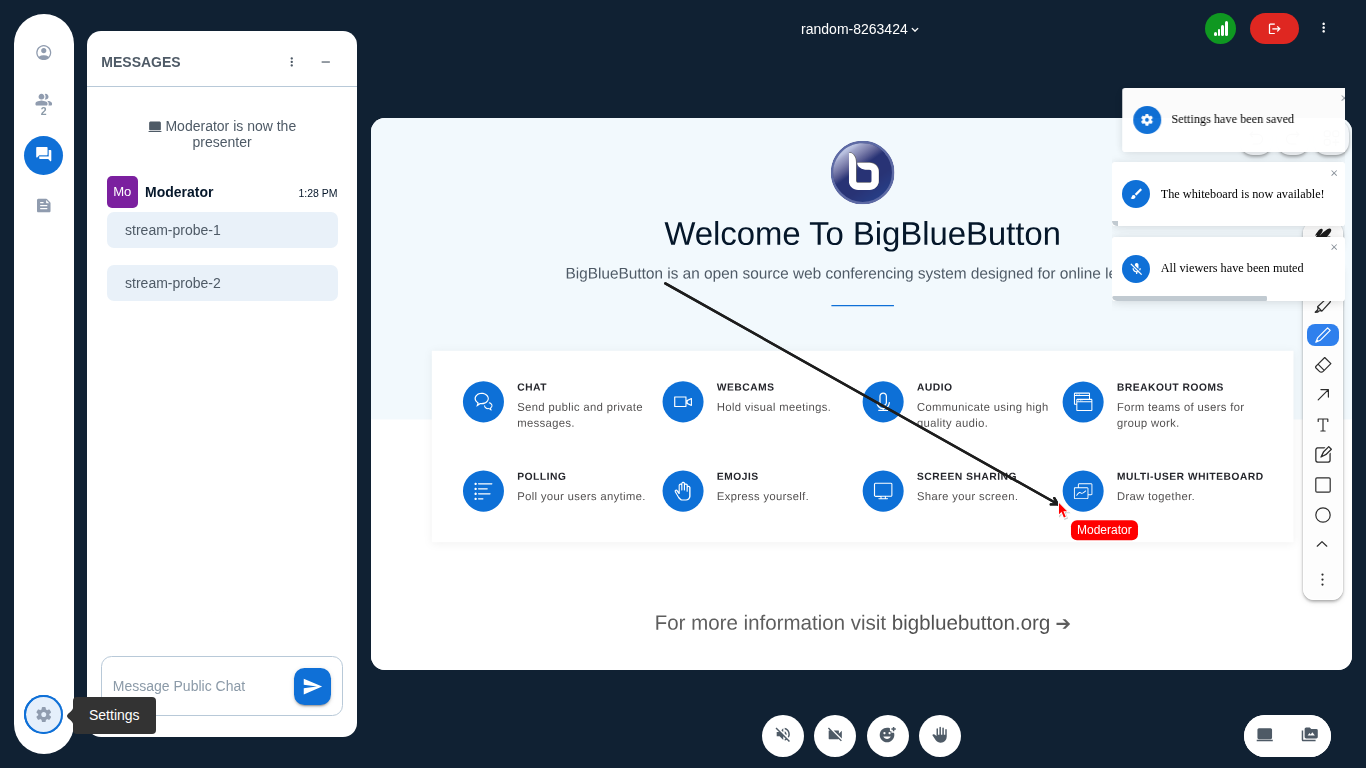 random-8263424
2
MESSAGES
Moderator is now the
presenter
Mo
Moderator
1:28 PM
stream-probe-1
stream-probe-2
Message Public Chat
Settings
Settings have been saved
The whiteboard is now available!
All viewers have been muted
Welcome To BigBlueButton
BigBlueButton is an open source web conferencing system designed for online
CHAT
Send public and private
messages.
WEBCAMS
Hold visual meetings.
AUDIO
Communicate using high
quality audio.
BREAKOUT ROOMS
Form teams of users for
group work.
POLLING
Poll your users anytime.
EMOJIS
Express yourself.
SCREEN SHARING
Share your screen.
MULTI-USER WHITEBOARD
Draw together.
Moderator
For more information visit bigbluebutton.org →